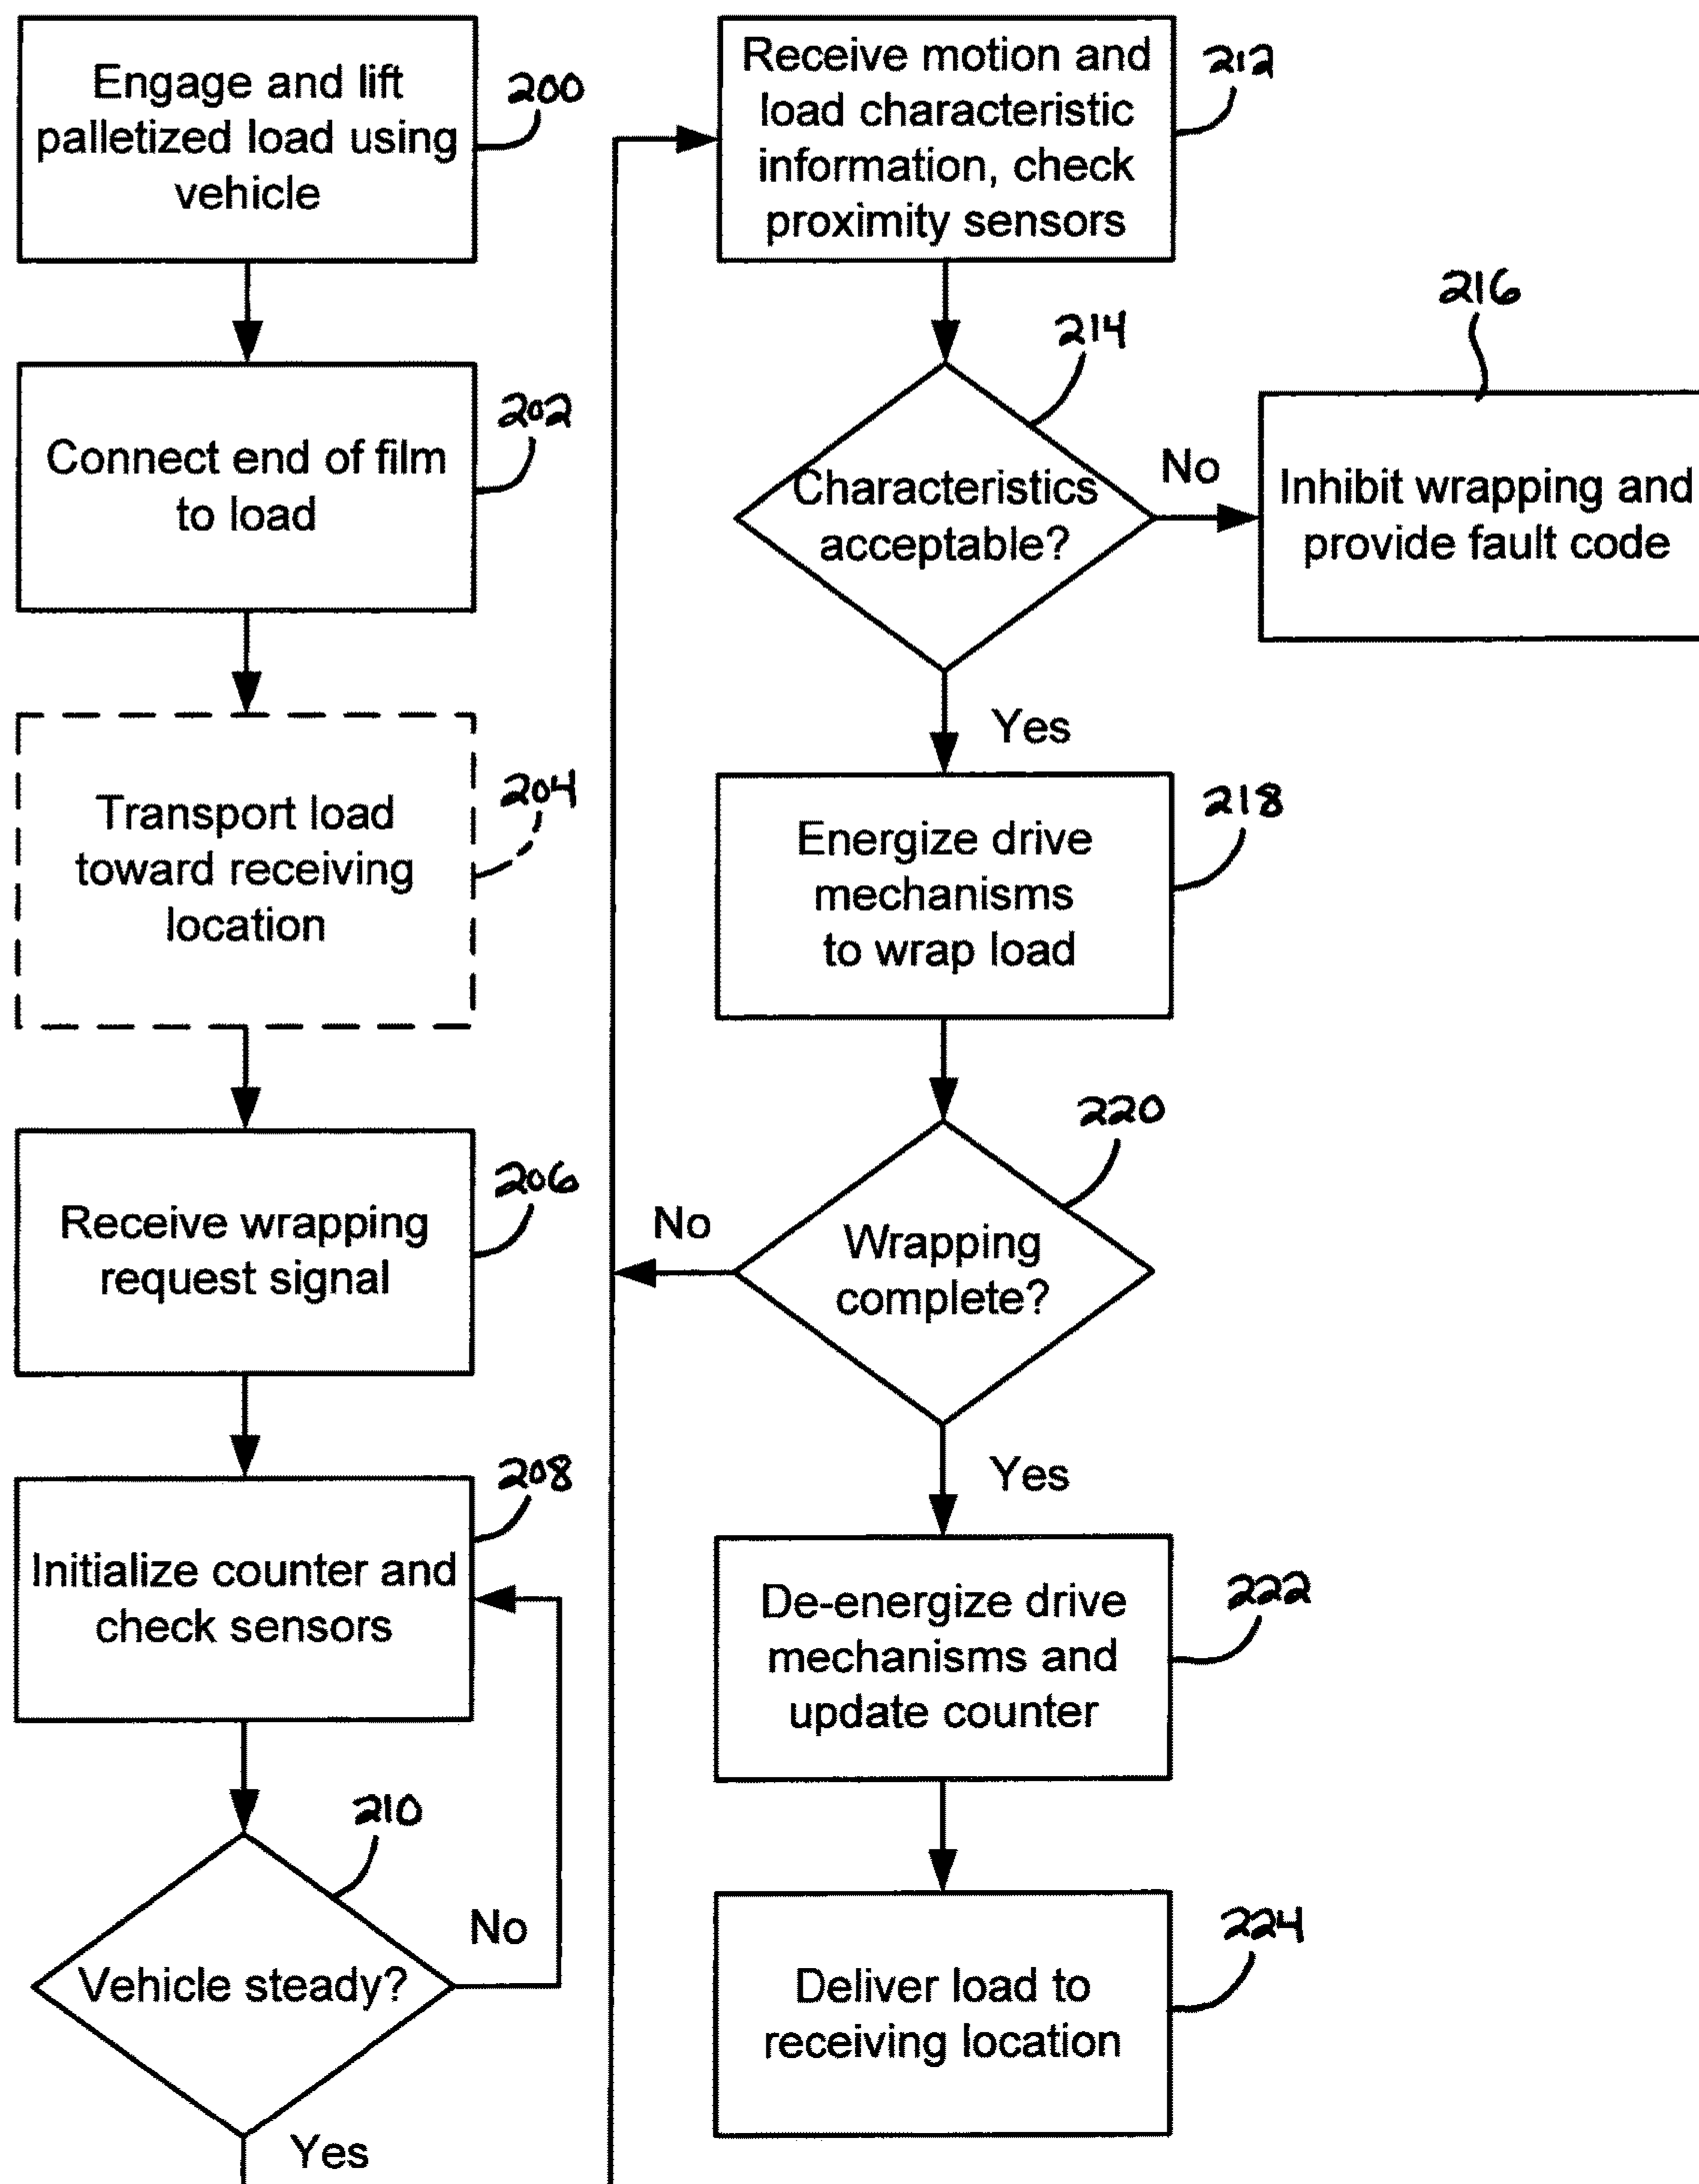 Engage and lift
palletized load using
vehicle
200
Connect end of film
to load
202
Transport load
toward receiving
location
204
Receive wrapping
request signal
206
Initialize counter and
check sensors
208
Vehicle steady?
210
No
Yes
Receive motion and
load characteristic
information, check
proximity sensors
212
Characteristics
acceptable?
214
No
Inhibit wrapping and
provide fault code
216
Yes
Energize drive
mechanisms
to wrap load
218
Wrapping
complete?
220
No
Yes
De-energize drive
mechanisms and
update counter
222
Deliver load to
receiving location
224